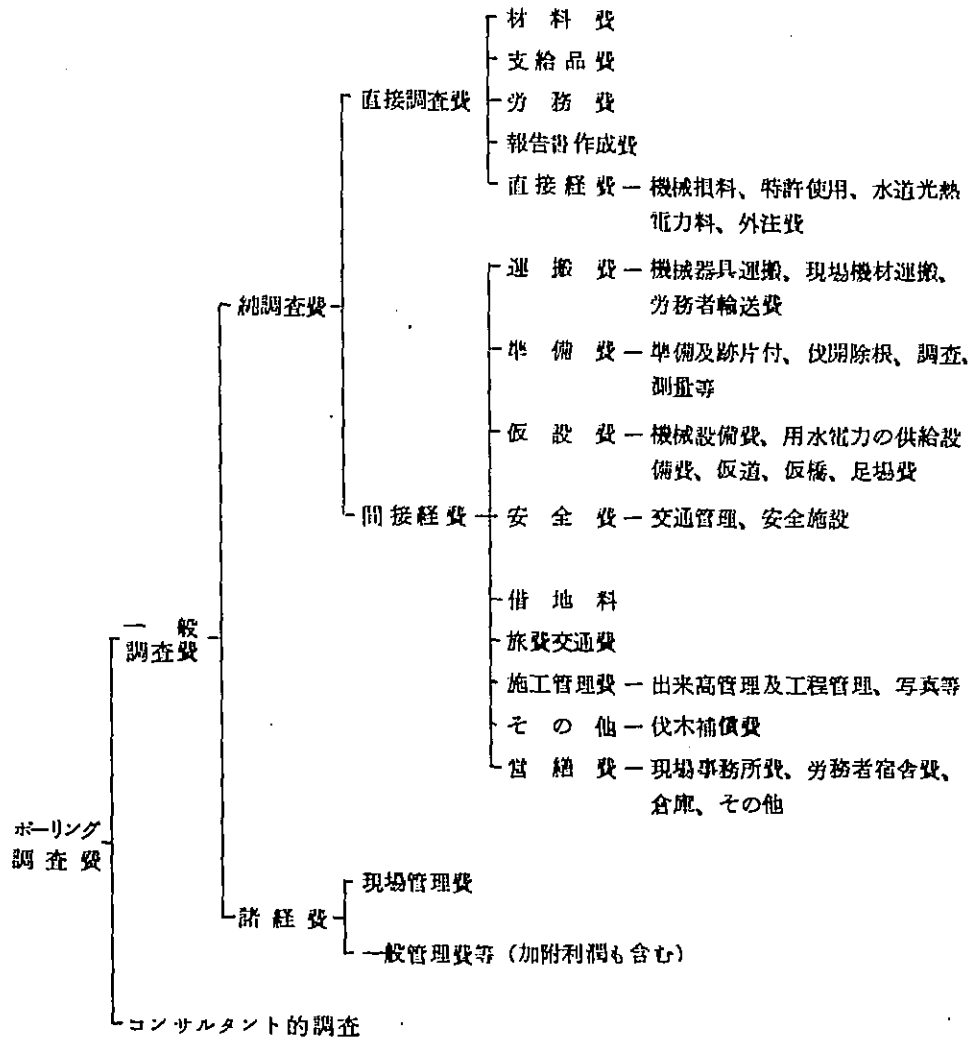 材料費
支給品費
直接調査費
労務費
報告書作成費
直接経費 ― 機械損料、特許使用、水道光熱
電力料、外注費
運搬費 ― 機械器具運搬、現場機材運搬、
労務者輸送費
純調査費
準備費 ― 準備及跡片付、伐開除根、調査、
測量等
仮設費 ― 機械設備費、用水電力の供給設
備費、仮道、仮橋、足場費
間接経費
安全費 ― 交通管理、安全施設
借地料
一般
調査費
旅費交通費
施工管理費 ― 出来高管理及工程管理、写真等
その他 ― 伐木補償費
営繕費 ― 現場事務所費、労務者宿舎費、
倉庫、その他
ボーリング
調査費
現場管理費
諸経費
一般管理費等（加附利潤も含む）
コンサルタント的調査